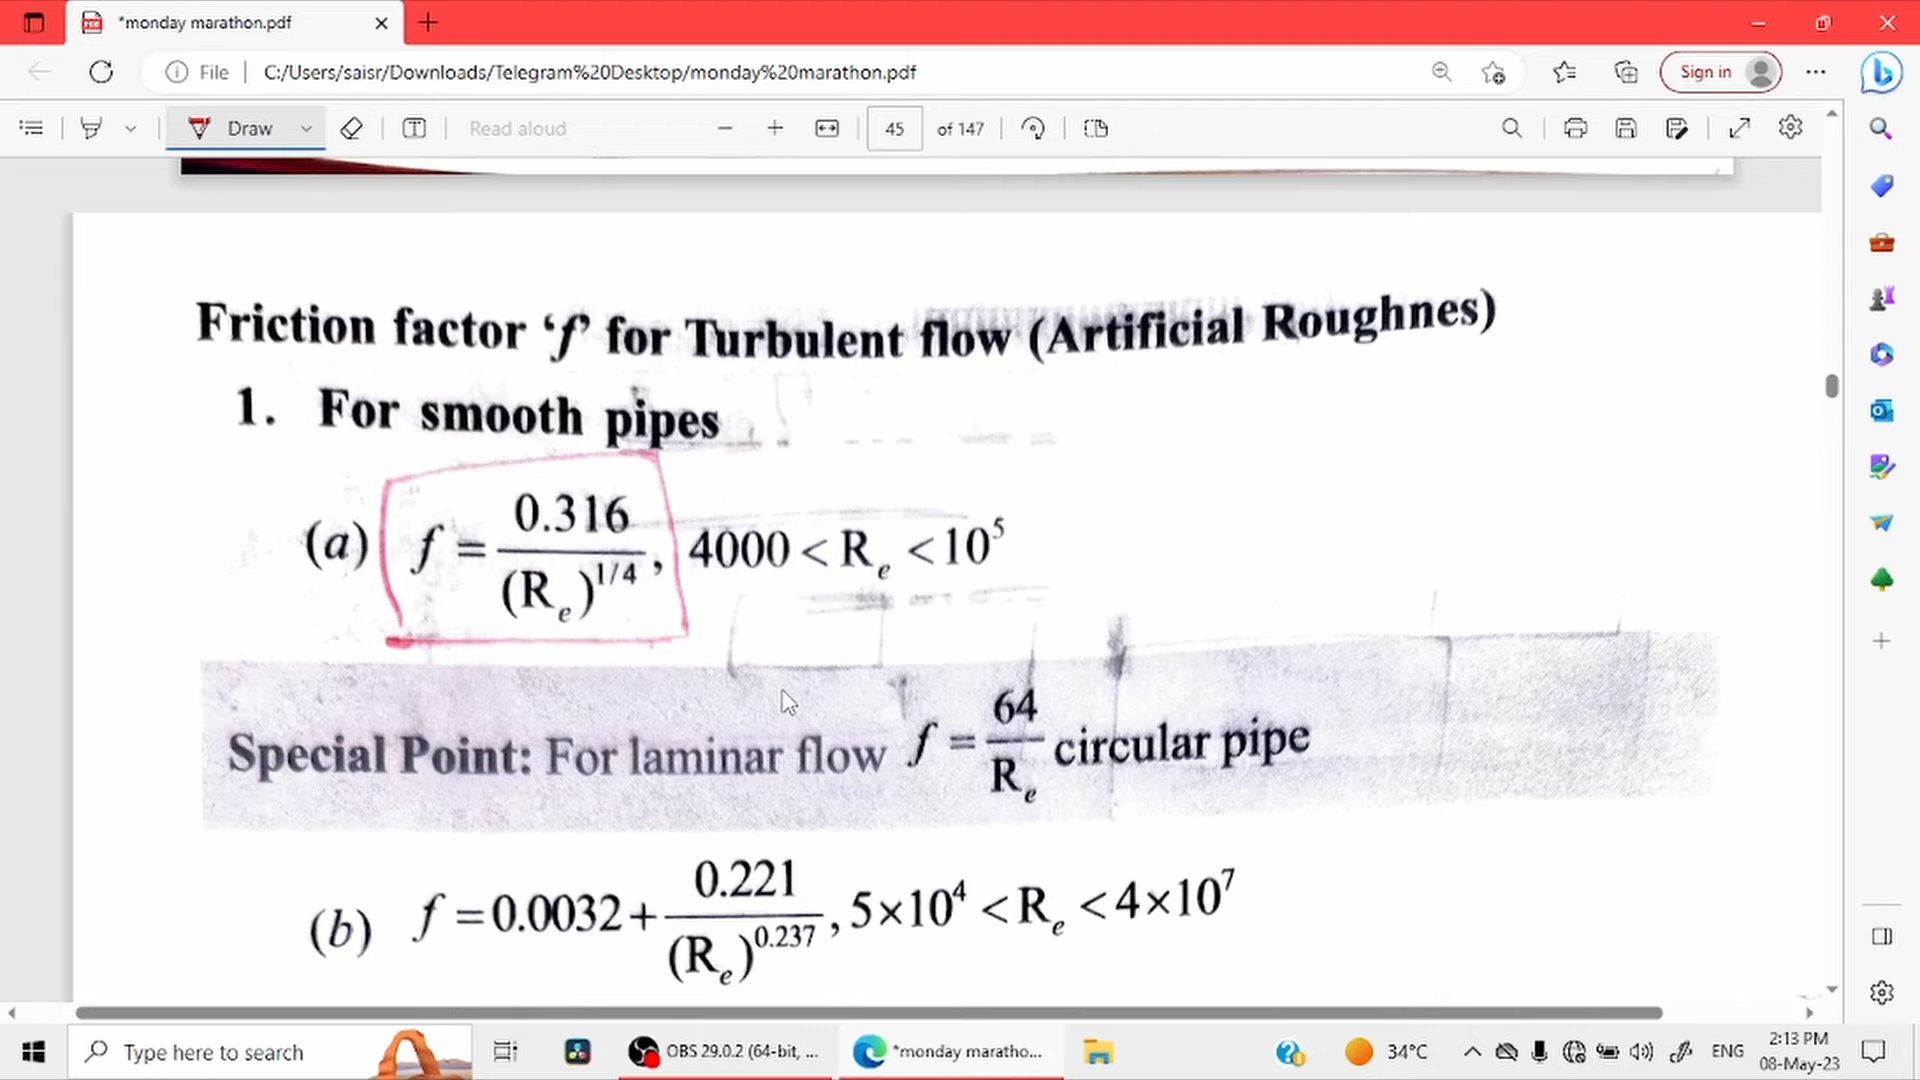 *monday marathon.pdf
File
C:/Users/saisr/Downloads/Telegram%20Desktop/monday%20marathon.pdf
Sign in
Draw
Read aloud
45
of 147
Friction factor ‘f’ for Turbulent flow (Artificial Roughnes)
1. For smooth pipes
(a) f = 0.316/(Re)^1/4, 4000 < Re < 10^5
Special Point: For laminar flow f = 64/Re circular pipe
(b) f = 0.0032 + 0.221/(Re)^0.237, 5×10^4 < Re < 4×10^7
Type here to search
OBS 29.0.2 (64-bit, ...
*monday maratho...
34°C
ENG
2:13 PM
08-May-23